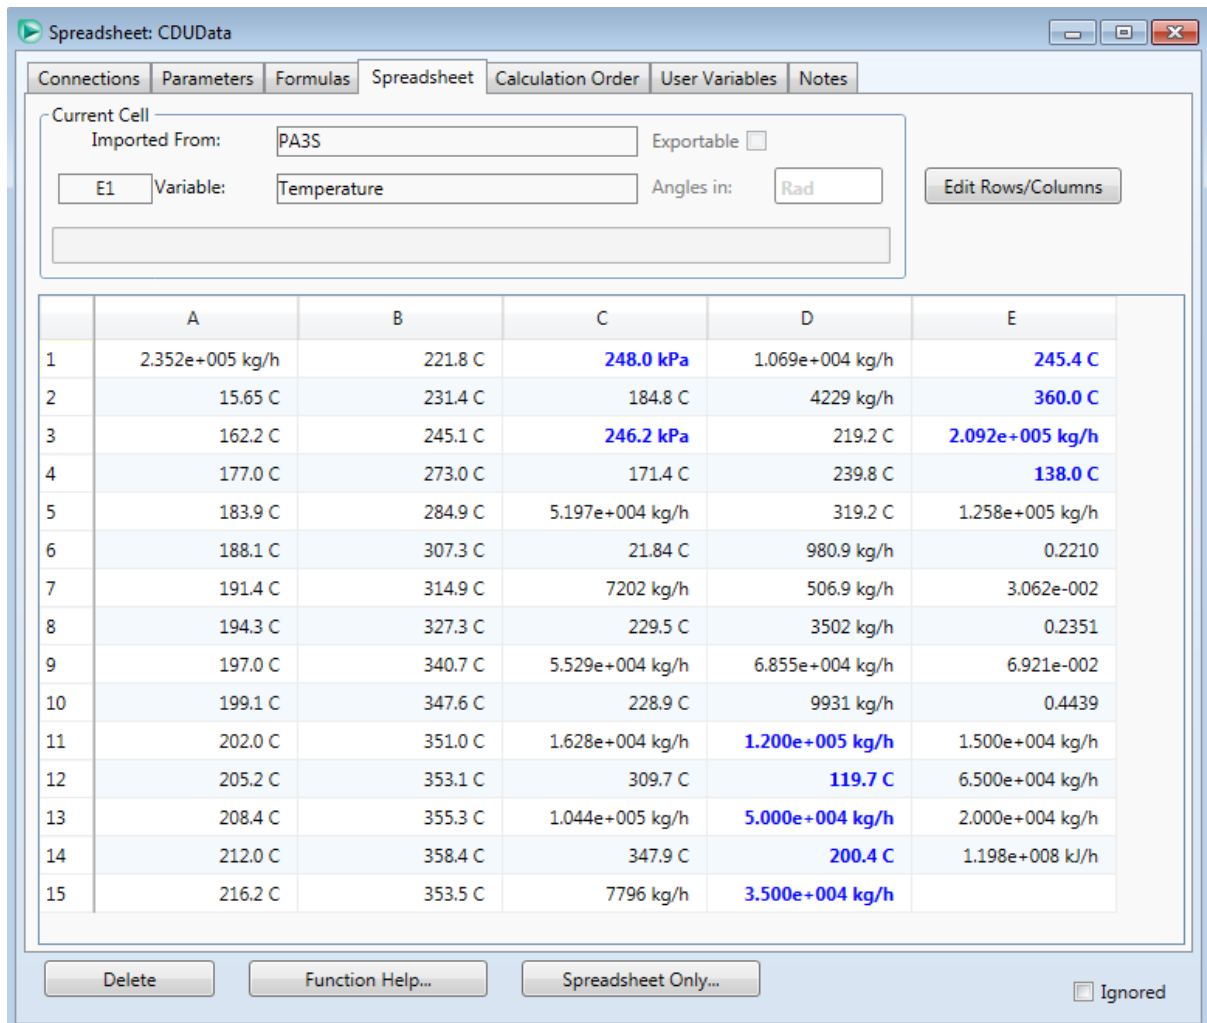 Spreadsheet: CDUData
Connections Parameters Formulas Spreadsheet Calculation Order User Variables Notes
Current Cell
Imported From: PA3S Exportable
E1 Variable: Temperature Angles in: Rad Edit Rows/Columns
A B C D E
1 2.352e+005 kg/h 221.8 C 248.0 kPa 1.069e+004 kg/h 245.4 C
2 15.65 C 231.4 C 184.8 C 4229 kg/h 360.0 C
3 162.2 C 245.1 C 246.2 kPa 219.2 C 2.092e+005 kg/h
4 177.0 C 273.0 C 171.4 C 239.8 C 138.0 C
5 183.9 C 284.9 C 5.197e+004 kg/h 319.2 C 1.258e+005 kg/h
6 188.1 C 307.3 C 21.84 C 980.9 kg/h 0.2210
7 191.4 C 314.9 C 7202 kg/h 506.9 kg/h 3.062e-002
8 194.3 C 327.3 C 229.5 C 3502 kg/h 0.2351
9 197.0 C 340.7 C 5.529e+004 kg/h 6.855e+004 kg/h 6.921e-002
10 199.1 C 347.6 C 228.9 C 9931 kg/h 0.4439
11 202.0 C 351.0 C 1.628e+004 kg/h 1.200e+005 kg/h 1.500e+004 kg/h
12 205.2 C 353.1 C 309.7 C 119.7 C 6.500e+004 kg/h
13 208.4 C 355.3 C 1.044e+005 kg/h 5.000e+004 kg/h 2.000e+004 kg/h
14 212.0 C 358.4 C 347.9 C 200.4 C 1.198e+008 kJ/h
15 216.2 C 353.5 C 7796 kg/h 3.500e+004 kg/h
Delete Function Help... Spreadsheet Only... Ignored